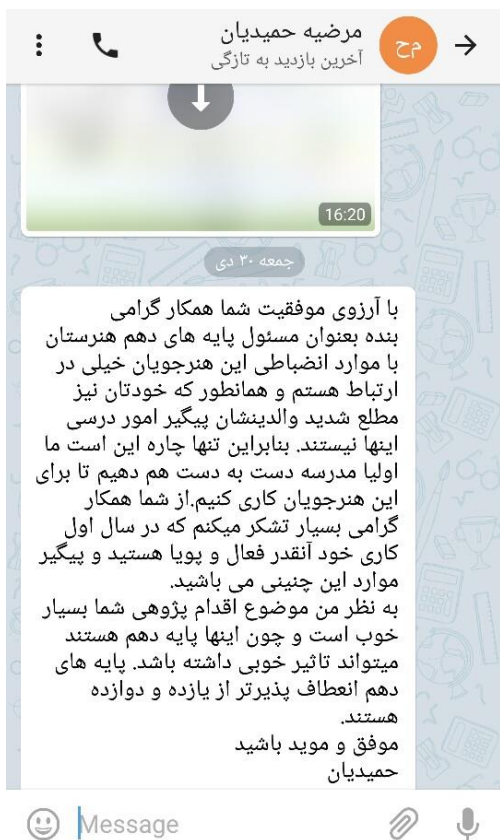 مرضیه حمیدیان
مح
آخرین بازدید به تازگی
16:20
جمعه ۳۰ دی
با آرزوی موفقیت شما همکار گرامی
بنده بعنوان مسئول پایه های دهم هنرستان
با موارد انضباطی این هنرجویان خیلی در
ارتباط هستم و همانطور که خودتان نیز
مطلع شدید والدینشان پیگیر امور درسی
اینها نیستند. بنابراین تنها چاره این است ما
اولیا مدرسه دست به دست هم دهیم تا برای
این هنرجویان کاری کنیم.از شما همکار
گرامی بسیار تشکر میکنم که در سال اول
کاری خود آنقدر فعال و پویا هستید و پیگیر
موارد این چنینی می باشید.
به نظر من موضوع اقدام پژوهی شما بسیار
خوب است و چون اینها پایه دهم هستند
میتواند تاثیر خوبی داشته باشد. پایه های
دهم انعطاف پذیرتر از یازده و دوازده
هستند.
موفق و موید باشید
حمیدیان
Message